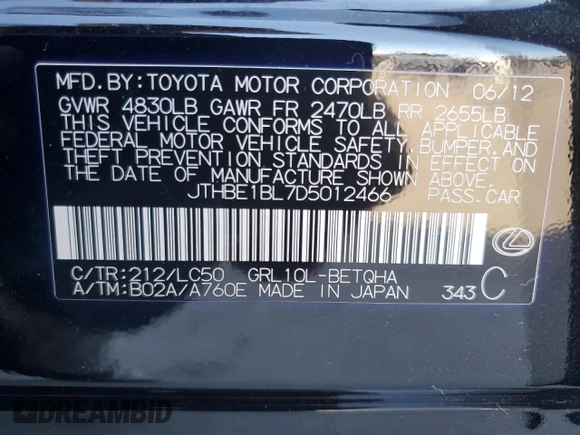 MFD. BY: TOYOTA MOTOR CORPORATION 06/12
GVWR 4830LB GAWR FR 2470LB RR 2655LB
THIS VEHICLE CONFORMS TO ALL APPLICABLE
FEDERAL MOTOR VEHICLE SAFETY, BUMPER, AND
THEFT PREVENTION STANDARDS IN EFFECT ON
THE DATE OF MANUFACTURE SHOWN ABOVE.
JTHBE1BL7D5012466 PASS. CAR
C/TR: 212/LC50 GRL10L-BETQHA
A/TM: B02A/A760E MADE IN JAPAN 343 C
DREAMBID